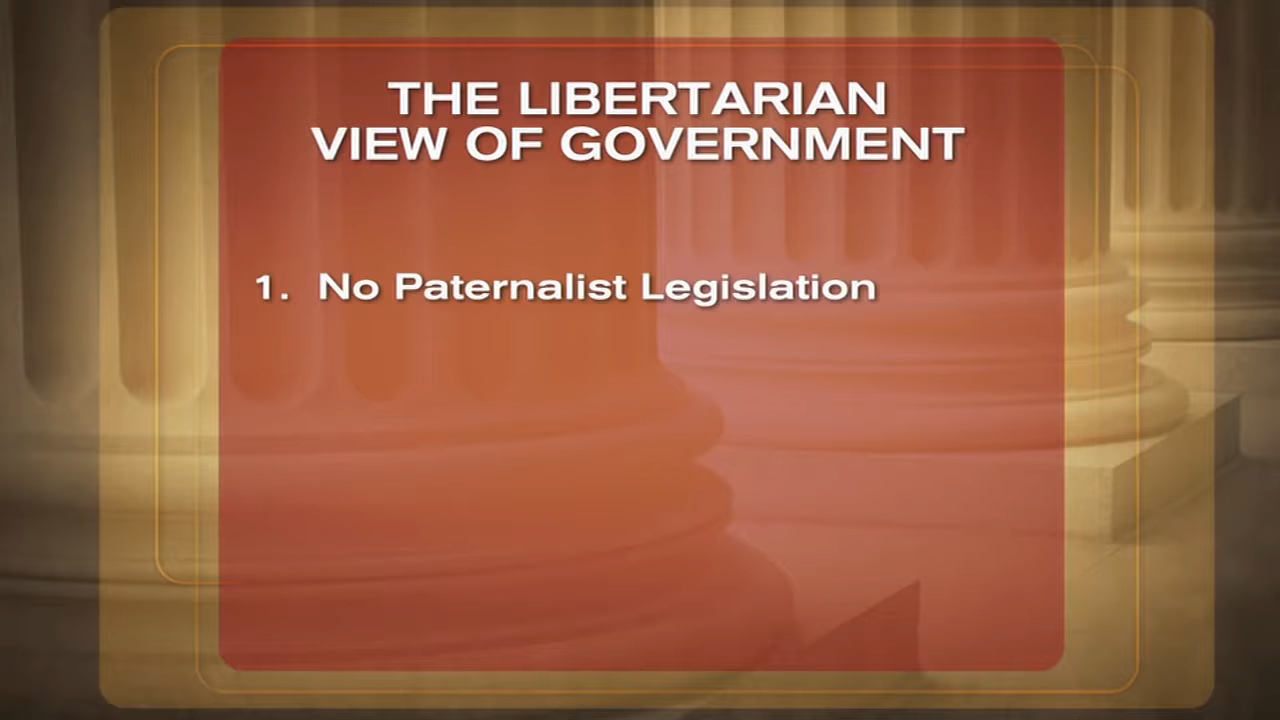 THE LIBERTARIAN
VIEW OF GOVERNMENT
1. No Paternalist Legislation